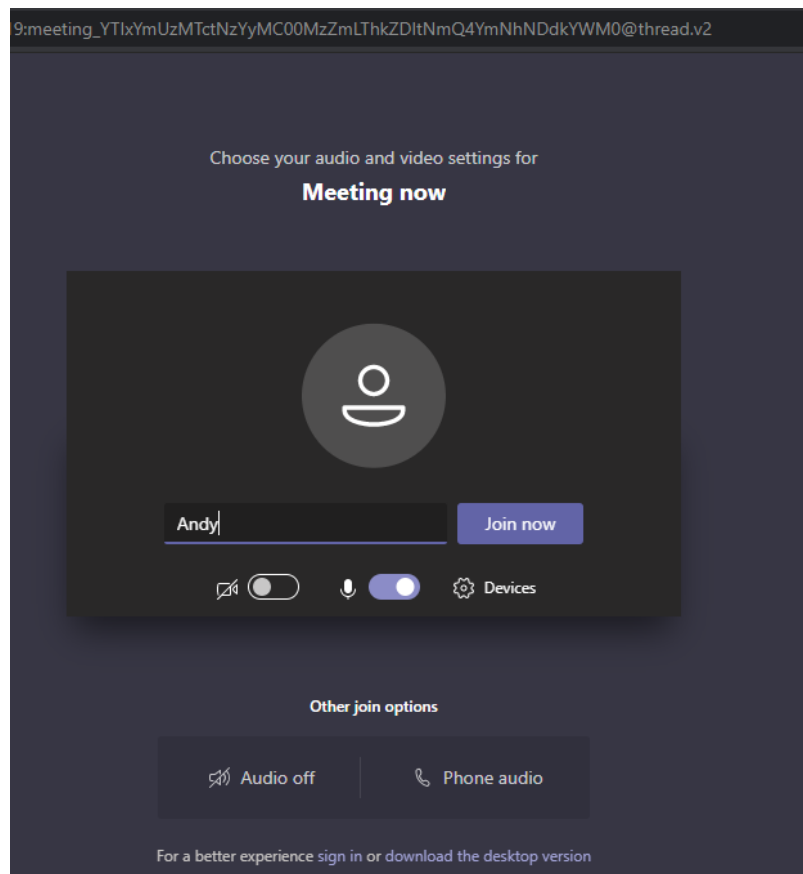 19:meeting_YTIxYmUzMTctNzYyMC00MzZmLThkZDItNmQ4YmNhNDdkYWM0@thread.v2
Choose your audio and video settings for
Meeting now
Andy
Join now
Devices
Other join options
Audio off
Phone audio
For a better experience sign in or download the desktop version